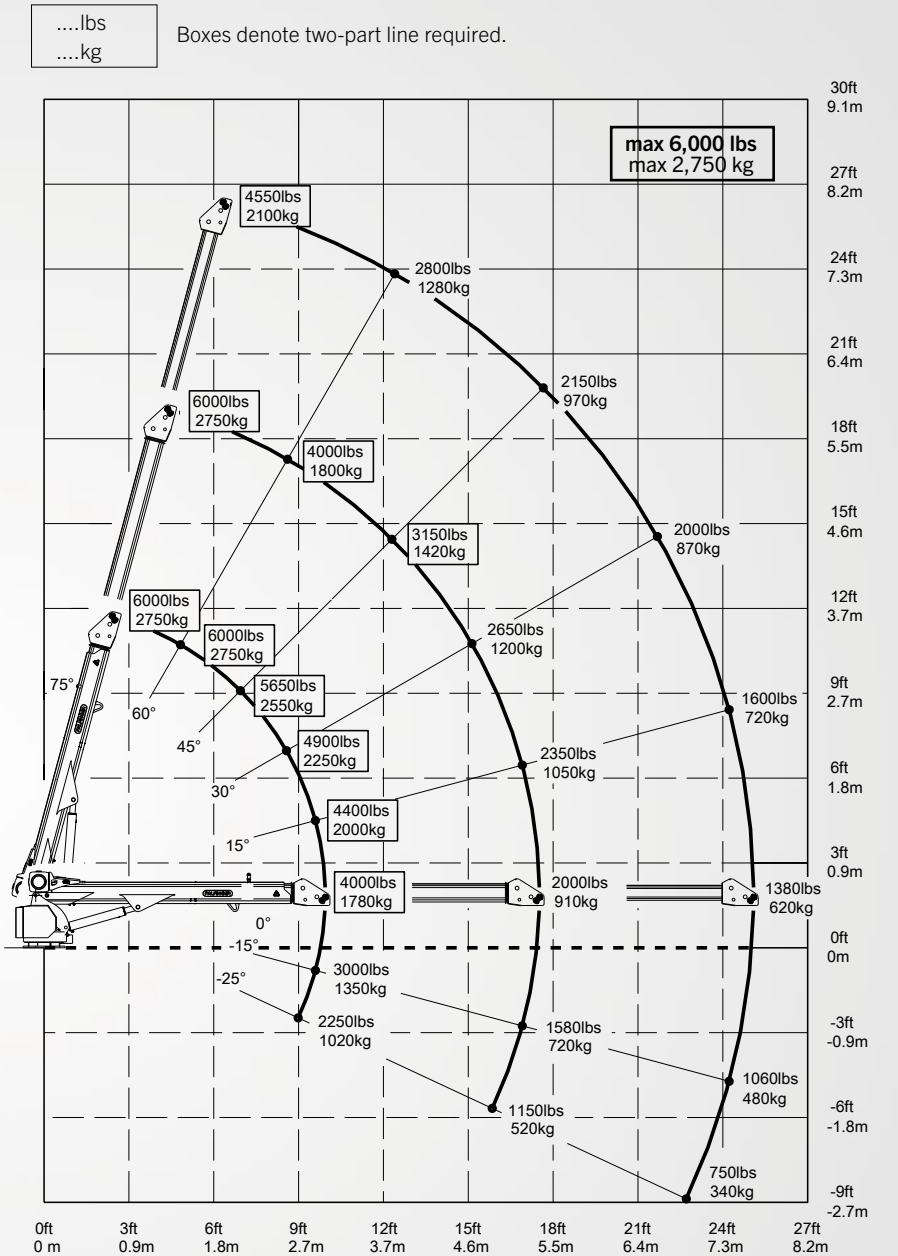 ....lbs
....kg
Boxes denote two-part line required.
30ft
9.1m
max 6,000 lbs
max 2,750 kg
27ft
8.2m
4550lbs
2100kg
24ft
7.3m
2800lbs
1280kg
21ft
6.4m
2150lbs
970kg
6000lbs
2750kg
18ft
5.5m
4000lbs
1800kg
15ft
4.6m
3150lbs
1420kg
2000lbs
870kg
12ft
3.7m
6000lbs
2750kg
6000lbs
2750kg
2650lbs
1200kg
9ft
2.7m
75°
5650lbs
2550kg
60°
1600lbs
720kg
45°
4900lbs
2250kg
2350lbs
1050kg
6ft
1.8m
30°
4400lbs
2000kg
15°
3ft
0.9m
4000lbs
1780kg
2000lbs
910kg
1380lbs
620kg
0°
0ft
0m
-15°
-25°
3000lbs
1350kg
2250lbs
1020kg
1580lbs
720kg
-3ft
-0.9m
1060lbs
480kg
1150lbs
520kg
-6ft
-1.8m
750lbs
340kg
-9ft
-2.7m
0ft 3ft 6ft 9ft 12ft 15ft 18ft 21ft 24ft 27ft
0 m 0.9m 1.8m 2.7m 3.7m 4.6m 5.5m 6.4m 7.3m 8.2m